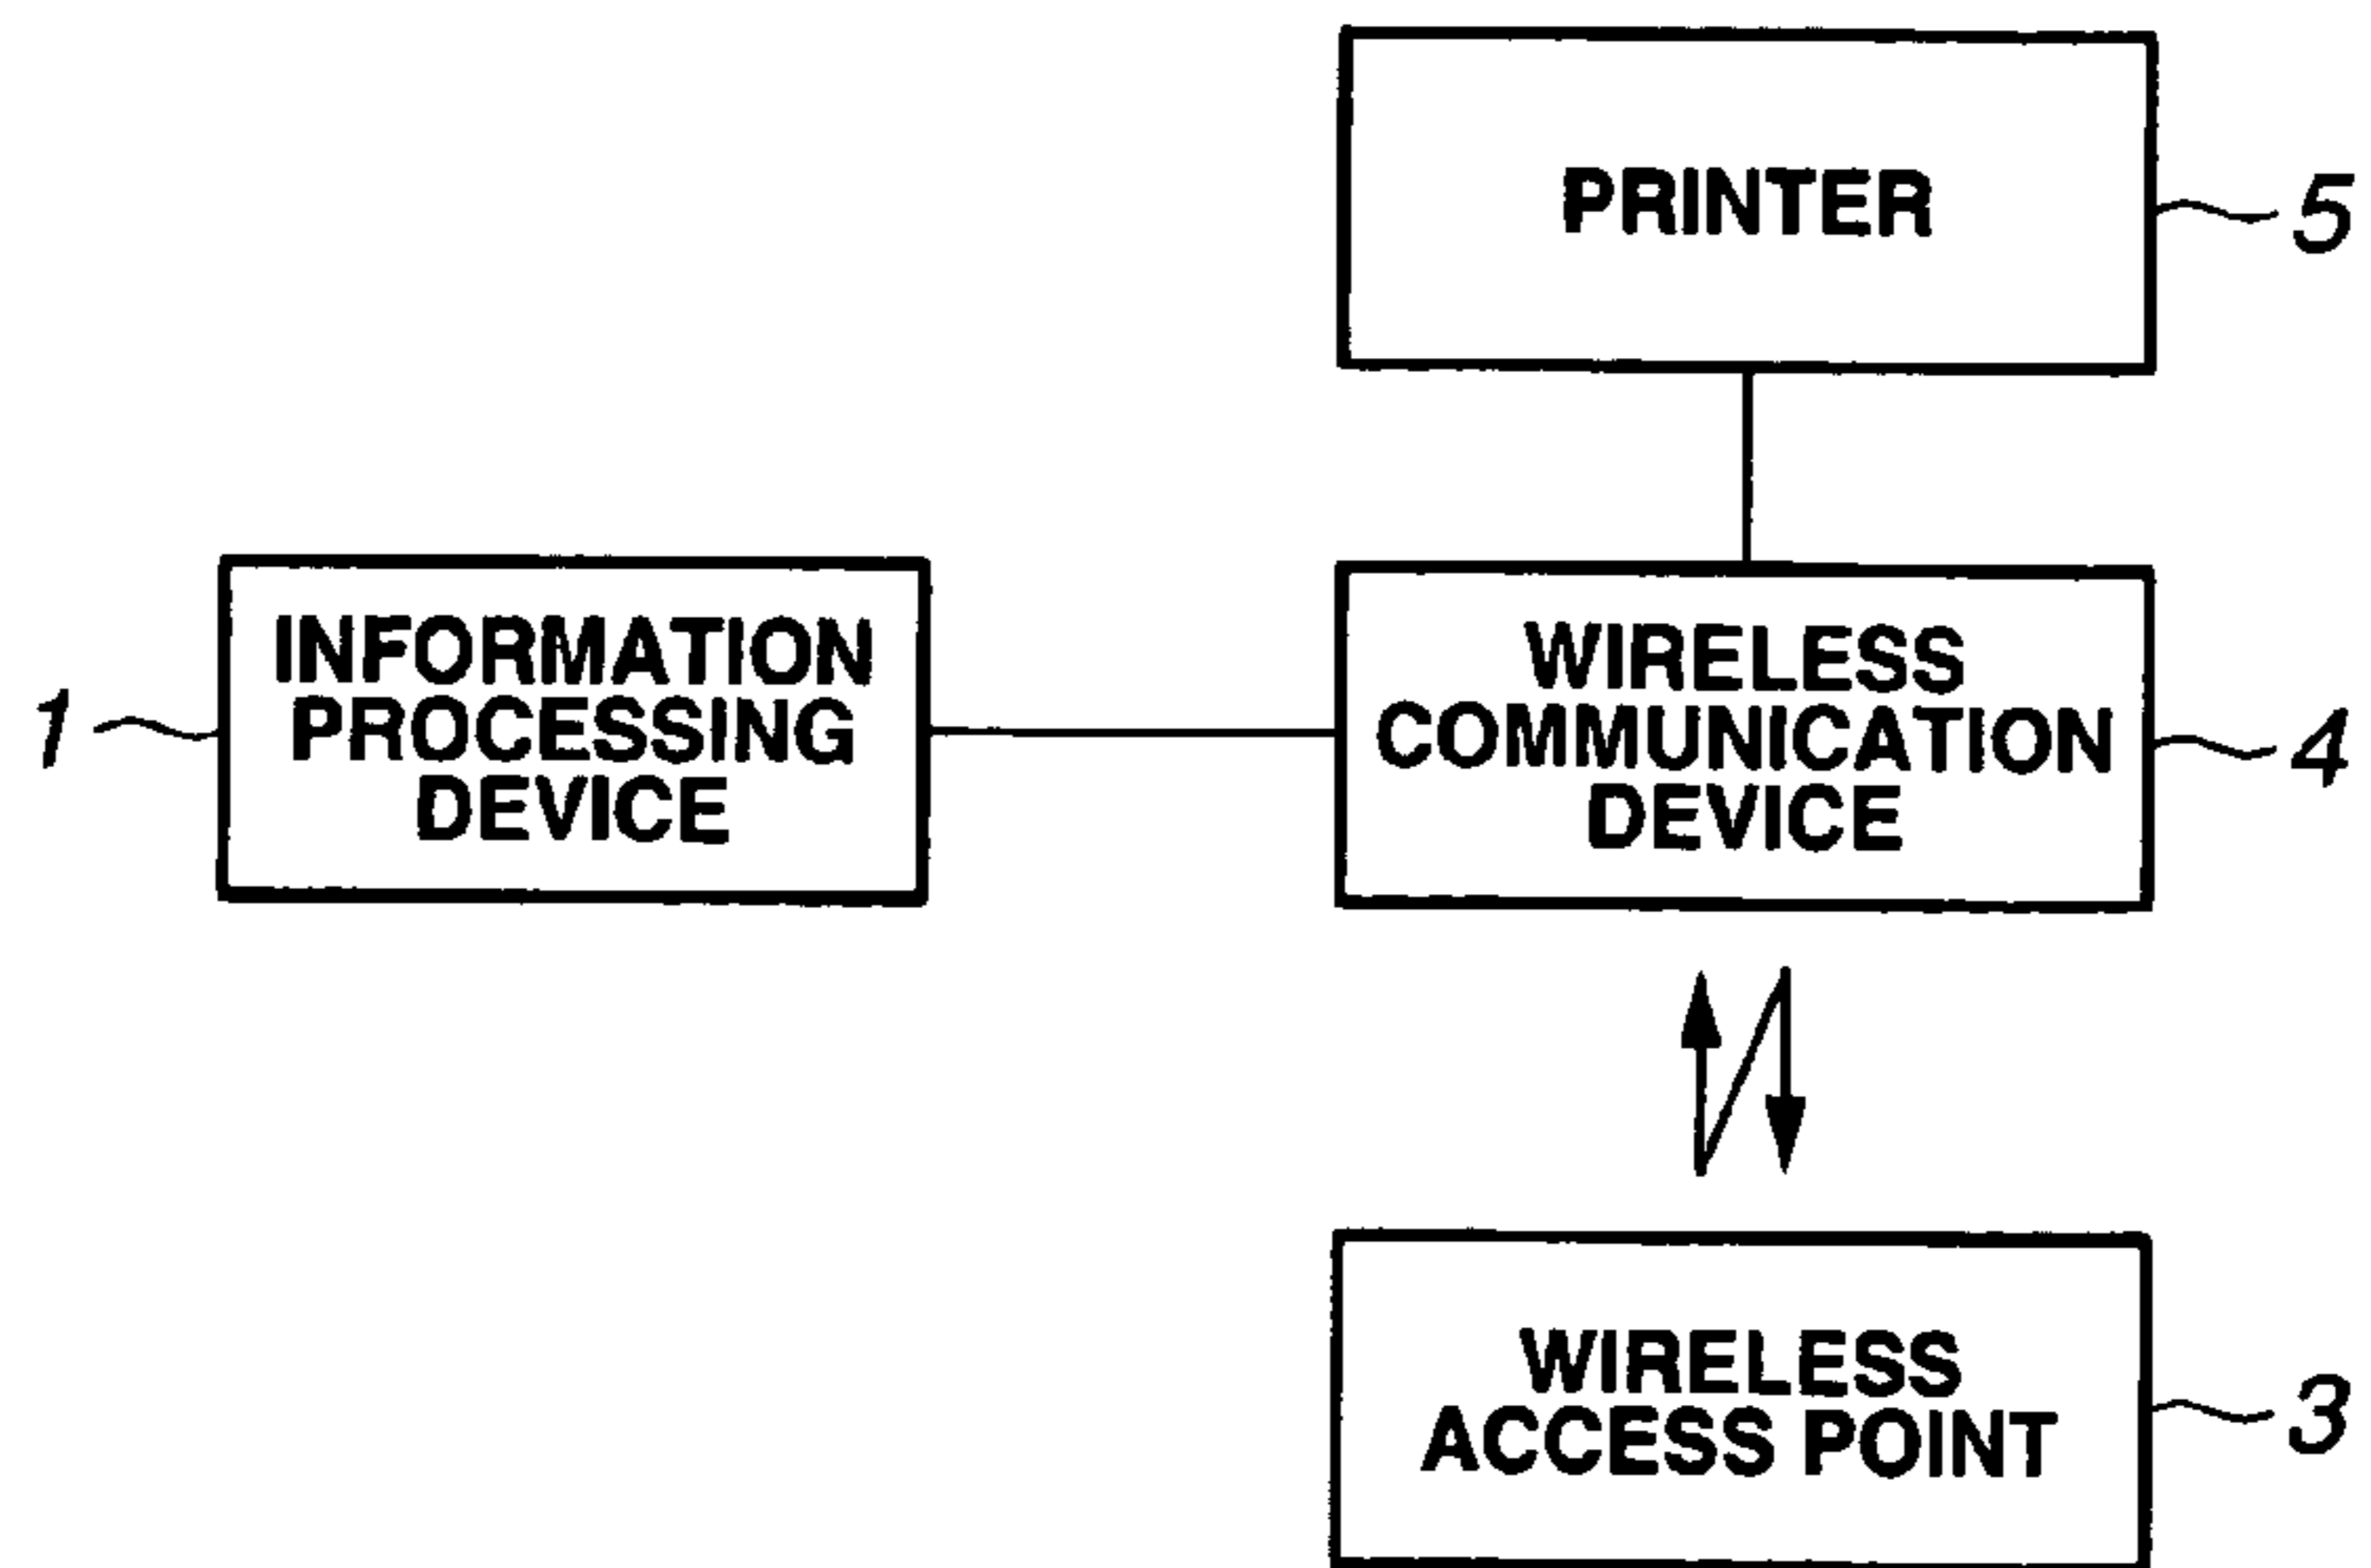 PRINTER
5
INFORMATION
PROCESSING
DEVICE
1
WIRELESS
COMMUNICATION
DEVICE
4
WIRELESS
ACCESS POINT
3